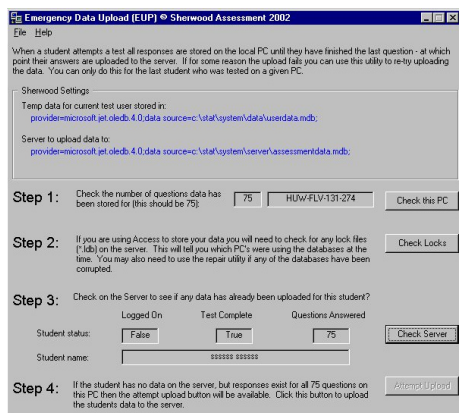 Emergency Data Upload (EUP) © Sherwood Assessment 2002
File Help
When a student attempts a test all responses are stored on the local PC until they have finished the last question - at which
point their answers are uploaded to the server. If for some reason the upload fails you can use this utility to re-try uploading
the data. You can only do this for the last student who was tested on a given PC.
Sherwood Settings
Temp data for current test user stored in:
provider=microsoft.jet.oledb.4.0;data source=c:\stat\system\data\userdata.mdb;
Server to upload data to:
provider=microsoft.jet.oledb.4.0;data source=c:\stat\system\server\assessmentdata.mdb;
Step 1: Check the number of questions data has
been stored for (this should be 75): 75 HUW-FLV-131-274 Check this PC
Step 2: If you are using Access to store your data you will need to check for any lock files
(*.ldb) on the server. This will tell you which PC's were using the databases at the
time. You may also need to use the repair utility if any of the databases have been
corrupted.
Check Locks
Step 3: Check on the Server to see if any data has already been uploaded for this student?
Logged On Test Complete Questions Answered
Student status: False True 75 Check Server
Student name: ssssss ssssss
Step 4: If the student has no data on the server, but responses exist for all 75 questions on
this PC then the attempt upload button will be available. Click this button to upload
the students data to the server.
Attempt Upload